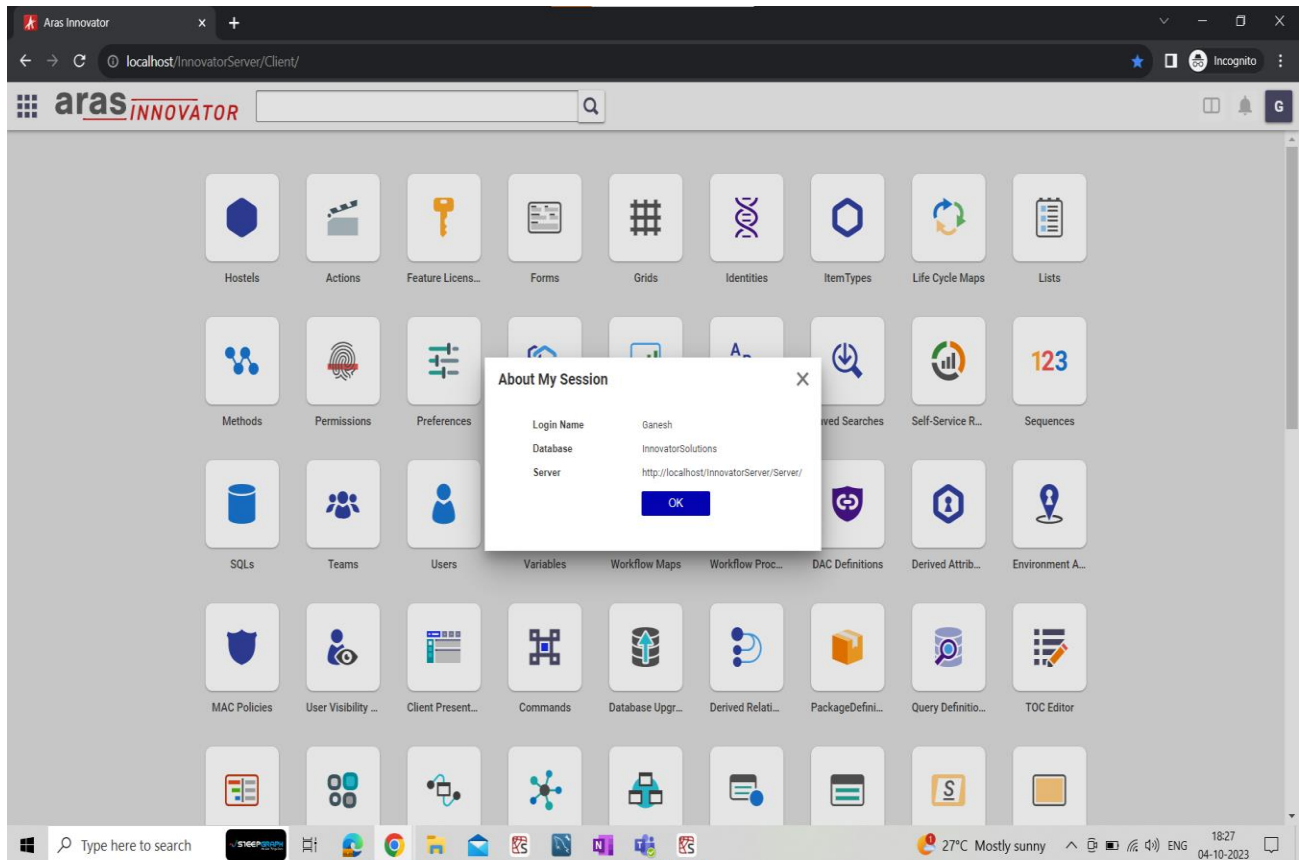 Aras Innovator
localhost/InnovatorServer/Client/
Incognito
aras INNOVATOR
G
Hostels Actions Feature Licens... Forms Grids Identities ItemTypes Life Cycle Maps Lists
A
123
Methods Permissions Preferences ved Searches Self-Service R... Sequences
About My Session
Login Name Ganesh
Database InnovatorSolutions
Server http://localhost/InnovatorServer/Server/
OK
SQLs Teams Users Variables Workflow Maps Workflow Proc... DAC Definitions Derived Attrib... Environment A...
MAC Policies User Visibility ... Client Present... Commands Database Upgr... Derived Relati... PackageDefini... Query Definitio... TOC Editor
S
Type here to search
STEEPGRAPH
N
27°C Mostly sunny
ENG
18:27
04-10-2023